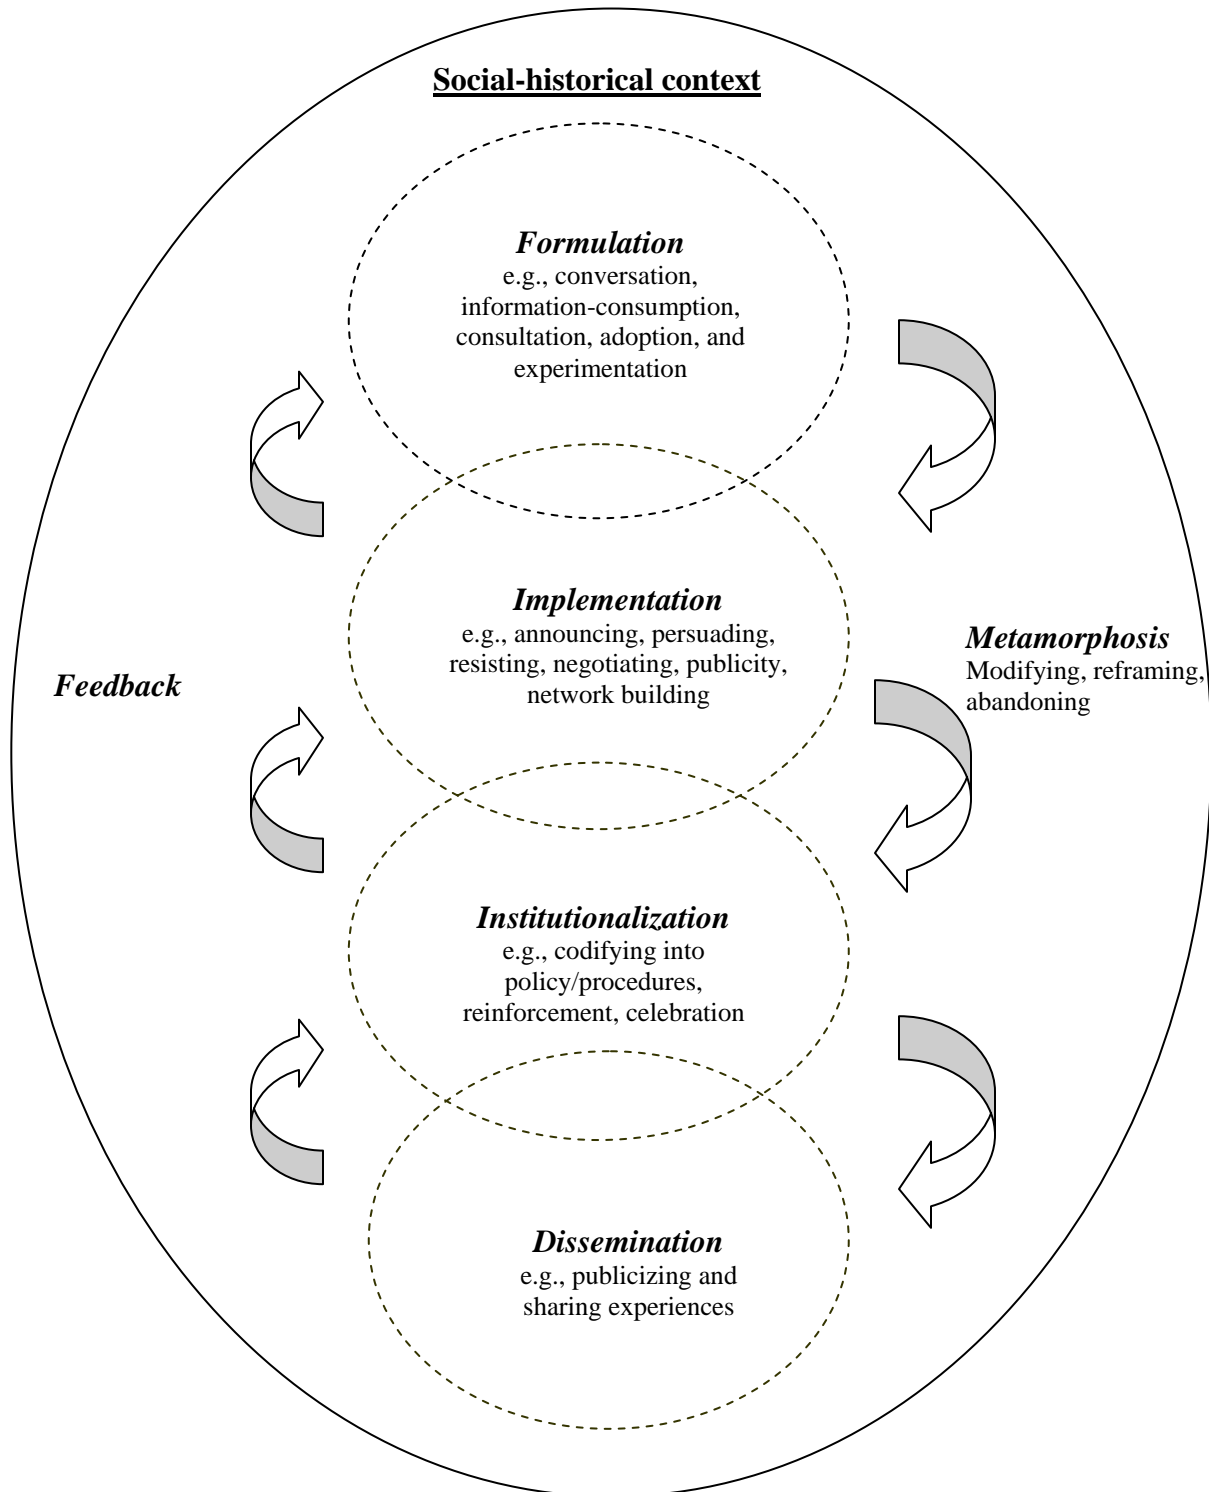 Social-historical context
Formulation
e.g., conversation,
information-consumption,
consultation, adoption, and
experimentation
Implementation
e.g., announcing, persuading,
resisting, negotiating, publicity,
network building
Metamorphosis
Modifying, reframing,
abandoning
Feedback
Institutionalization
e.g., codifying into
policy/procedures,
reinforcement, celebration
Dissemination
e.g., publicizing and
sharing experiences